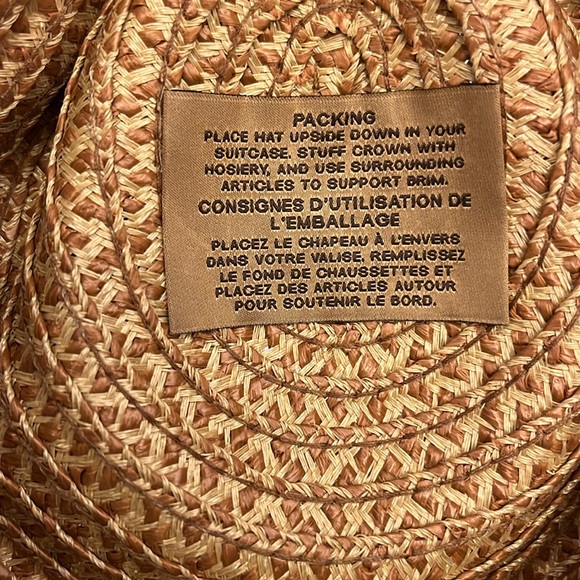 PACKING
PLACE HAT UPSIDE DOWN IN YOUR
SUITCASE. STUFF CROWN WITH
HOSIERY, AND USE SURROUNDING
ARTICLES TO SUPPORT BRIM.
CONSIGNES D'UTILISATION DE
L'EMBALLAGE
PLACEZ LE CHAPEAU À L'ENVERS
DANS VOTRE VALISE, REMPLISSEZ
LE FOND DE CHAUSSETTES ET
PLACEZ DES ARTICLES AUTOUR
POUR SOUTENIR LE BORD.